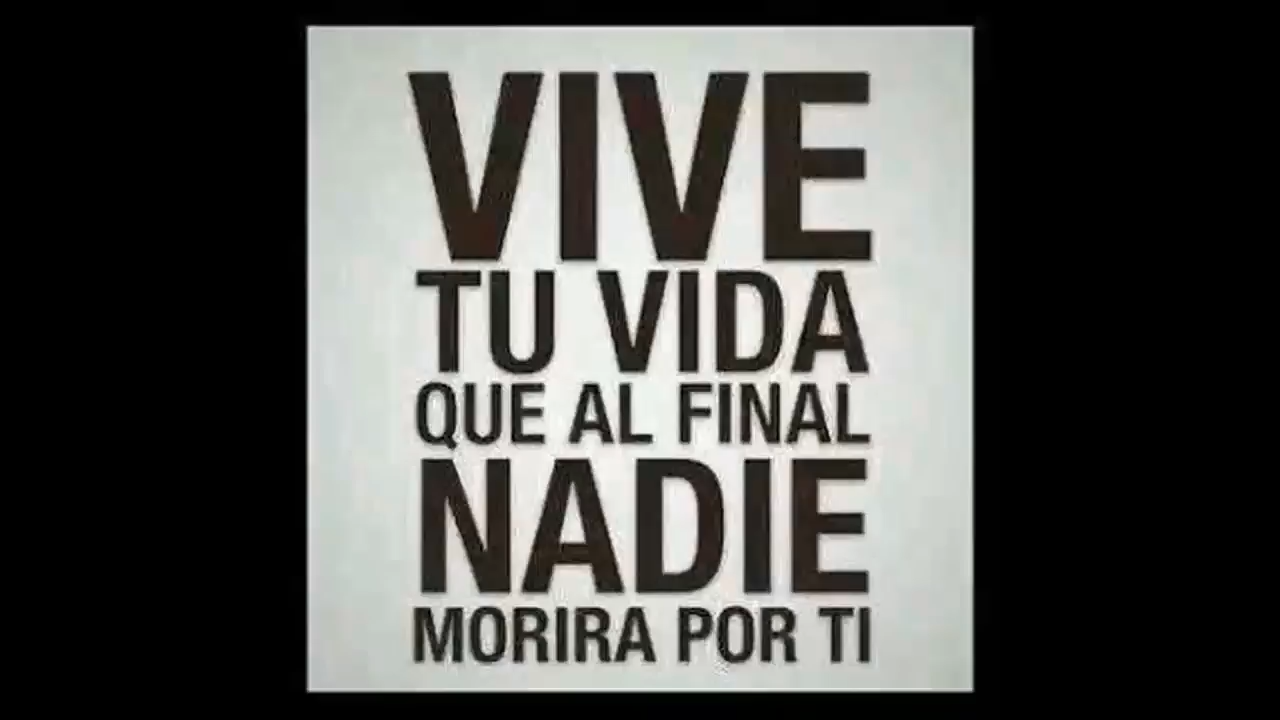 VIVE
TU VIDA
QUE AL FINAL
NADIE
MORIRA POR TI